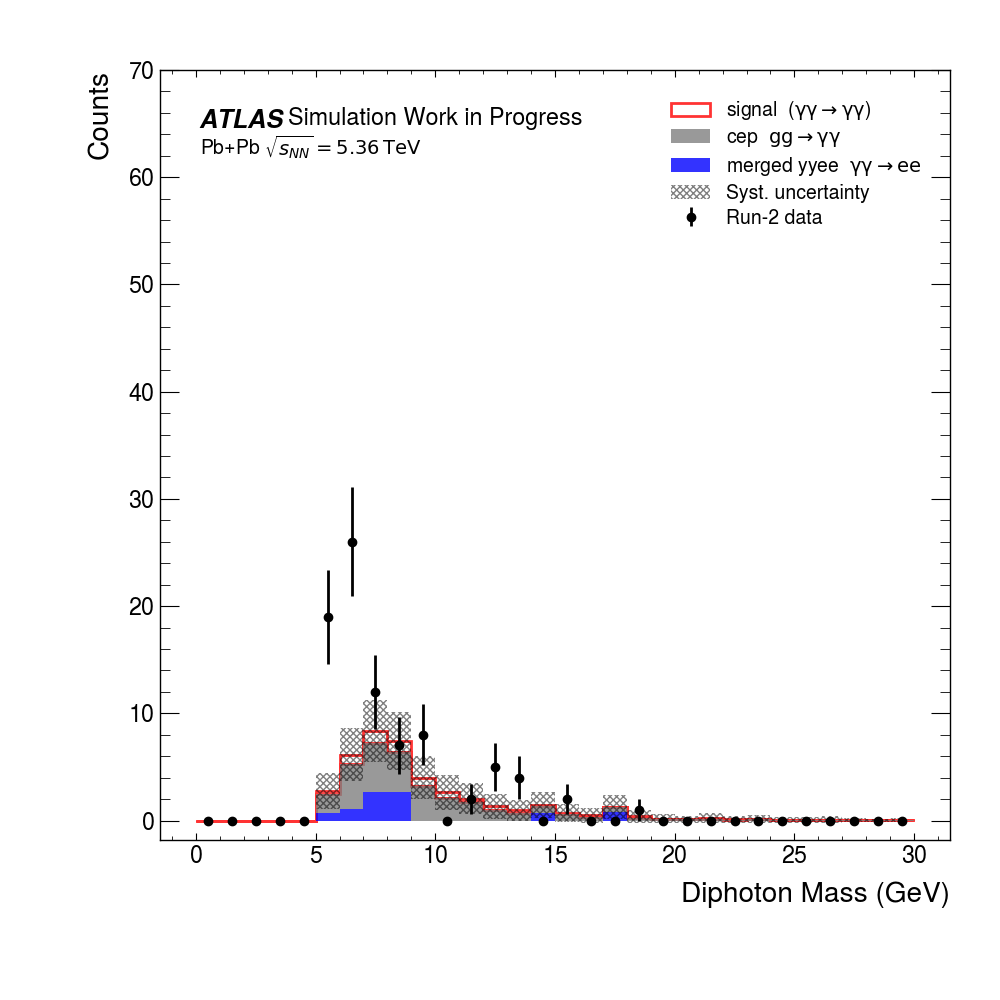 Counts
70
60
50
40
30
20
10
0
ATLAS Simulation Work in Progress
Pb+Pb √s_NN = 5.36 TeV
signal (γγ→γγ)
cep gg→γγ
merged yyee γγ→ee
Syst. uncertainty
Run-2 data
0 5 10 15 20 25 30
Diphoton Mass (GeV)